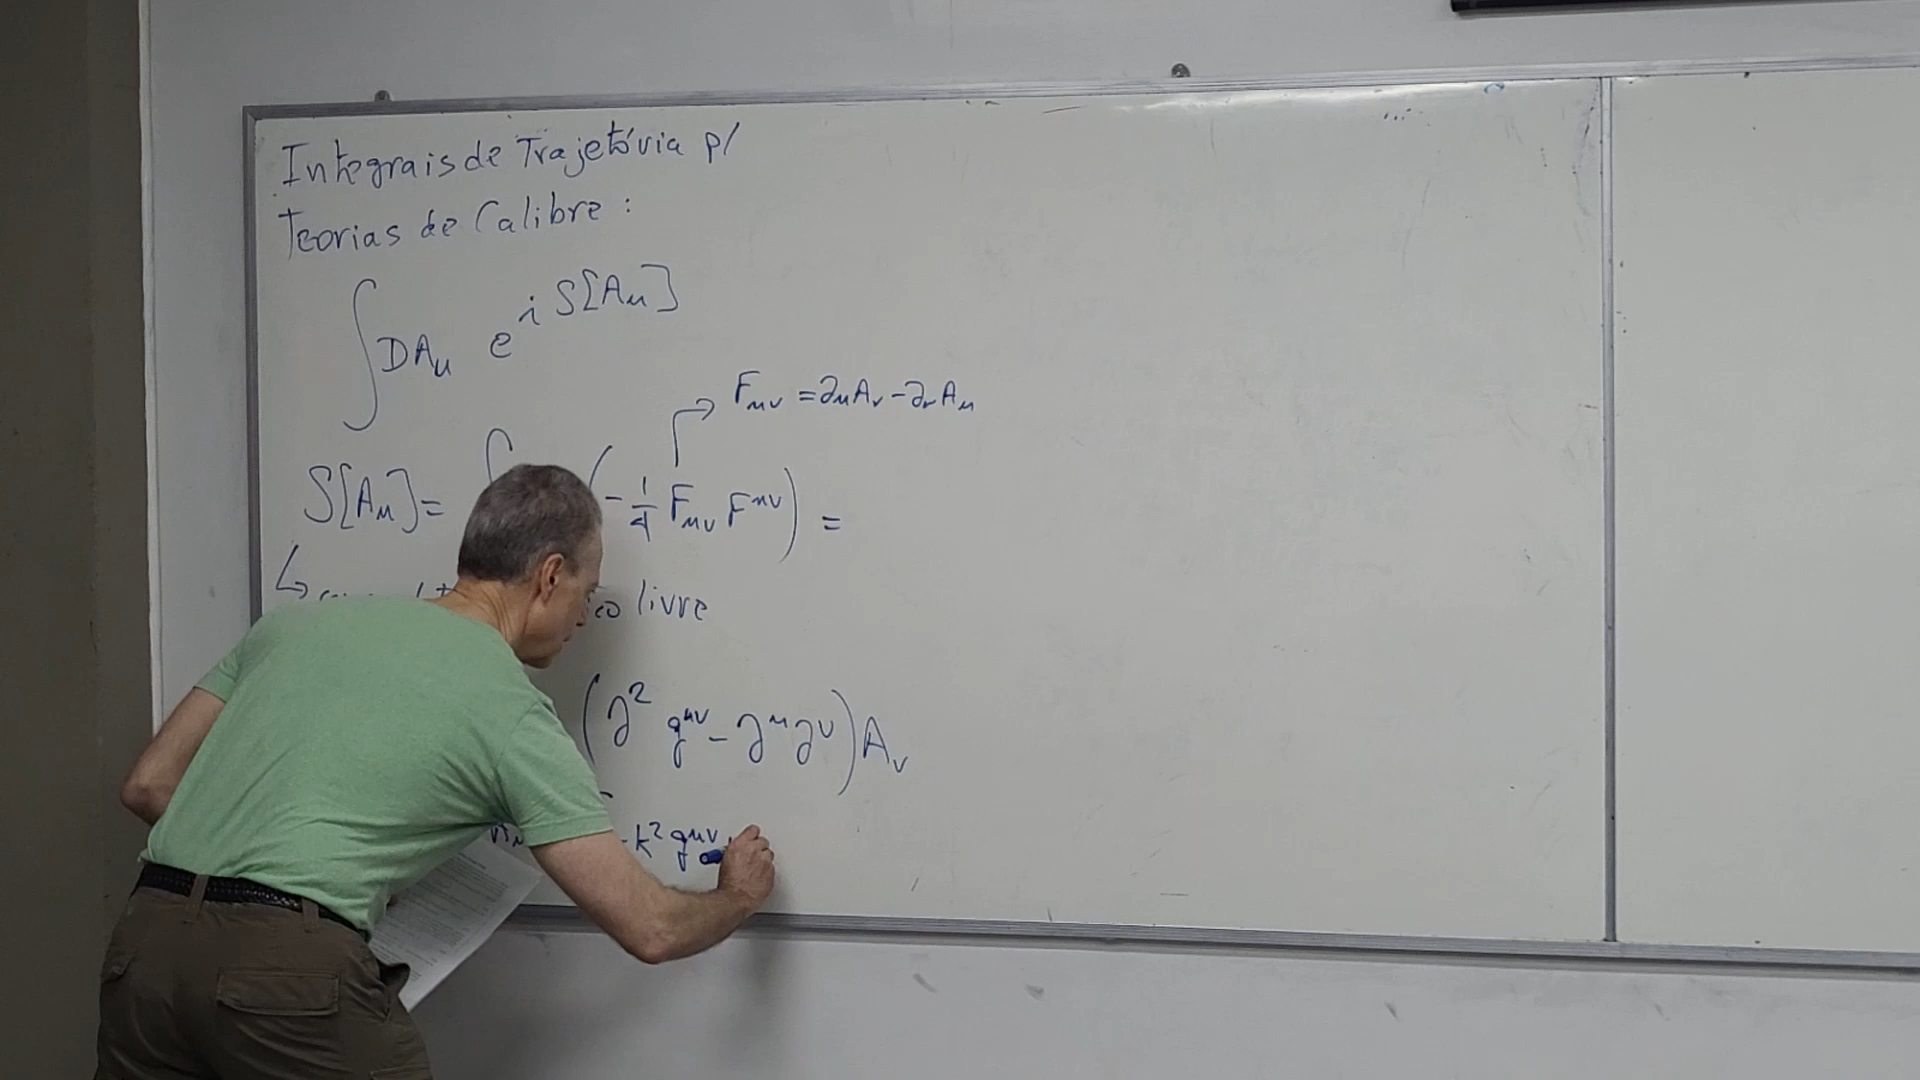 Integrais de Trajetória p/
Teorias de Calibre :
∫ DAμ e^{i S[Aμ]}
Fμν = ∂μAν - ∂νAμ
S[Aμ] = ∫ (-1/4 Fμν F^{μν}) =
livre
(∂² g^{μν} - ∂^μ ∂^ν) Aν
-k² g^{μν}